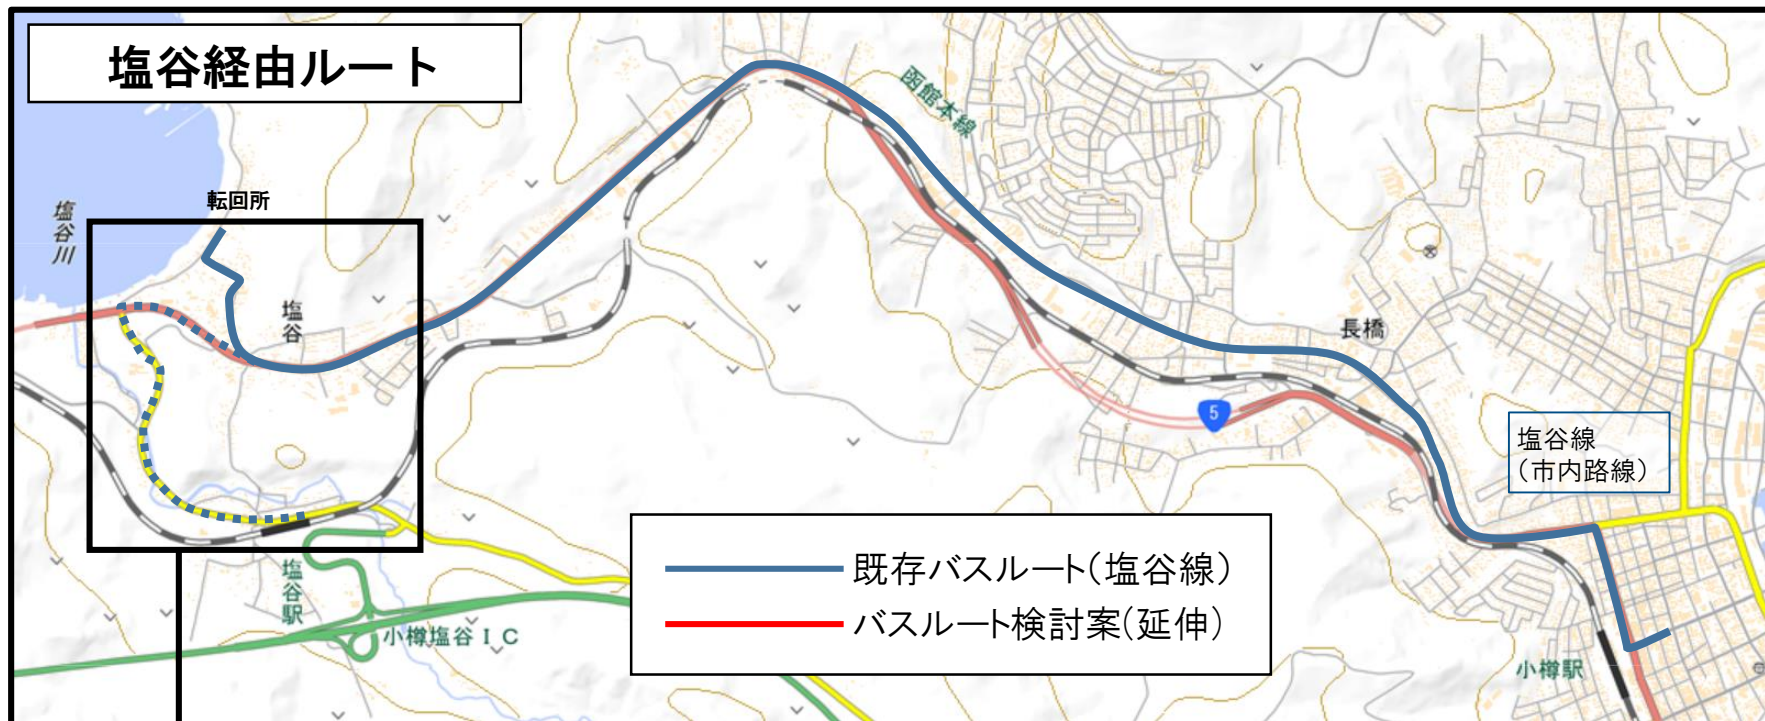 塩谷経由ルート
函館本線
転回所
塩谷川
塩谷
長橋
5
塩谷線
（市内路線）
既存バスルート(塩谷線)
バスルート検討案(延伸)
塩谷駅
小樽塩谷ＩＣ
小樽駅